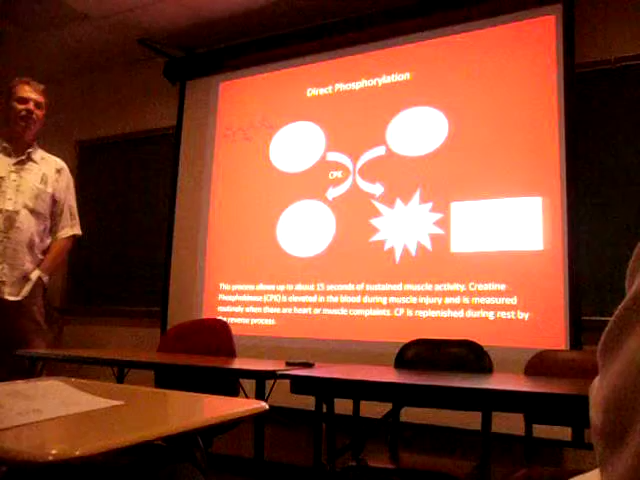 Direct Phosphorylation
CPK
This process allows up to about 15 seconds of sustained muscle activity. Creatine
Phosphokinase (CPK) is elevated in the blood during muscle injury and is measured
routinely when there are heart or muscle complaints. CP is replenished during rest by
reverse process